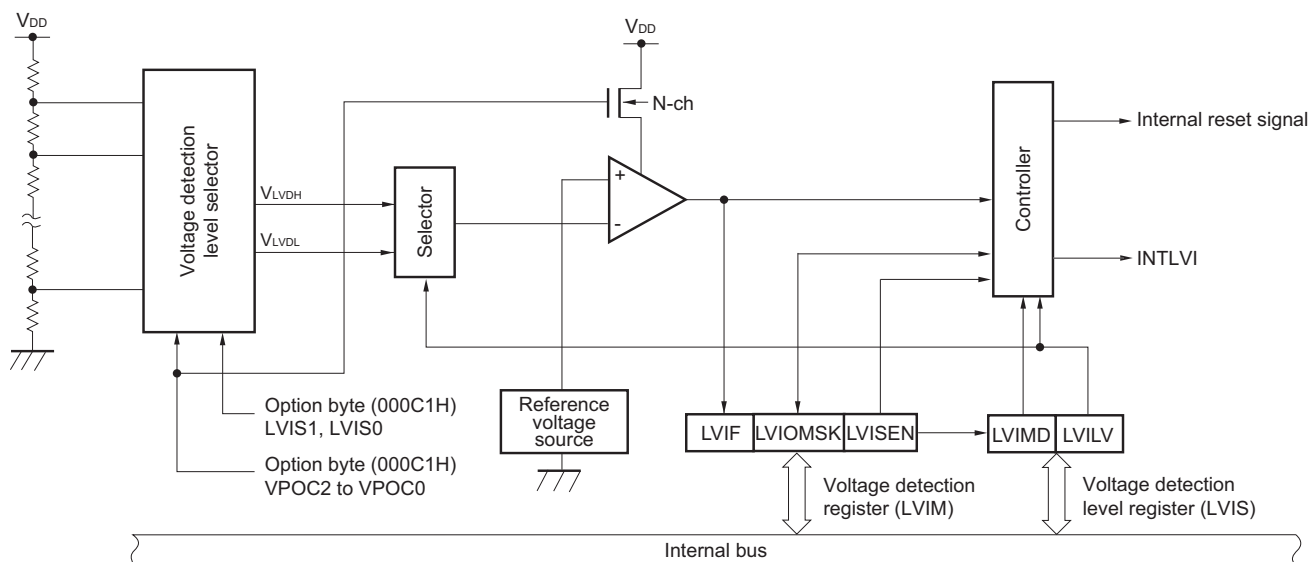 VDD
VDD
N-ch
Voltage detection
level selector
VLVDH
VLVDL
Selector
+
-
Controller
Internal reset signal
INTLVI
Option byte (000C1H)
LVIS1, LVIS0
Option byte (000C1H)
VPOC2 to VPOC0
Reference
voltage
source
LVIF
LVIOMSK
LVISEN
LVIMD
LVILV
Voltage detection
register (LVIM)
Voltage detection
level register (LVIS)
Internal bus